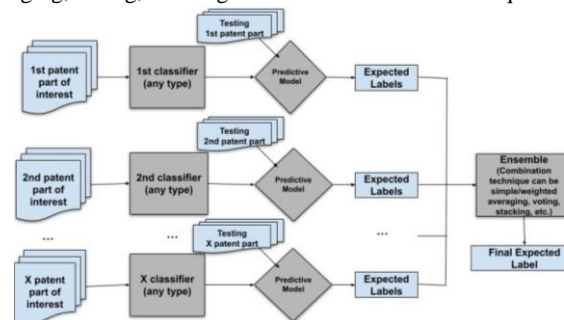 Testing
1st patent part
1st patent
part of
interest
1st classifier
(any type)
Predictive
Model
Expected
Labels
Testing
2nd patent part
2nd patent
part of
interest
2nd classifier
(any type)
Predictive
Model
Expected
Labels
Ensemble
(Combination
technique can be
simple/weighted
averaging, voting,
stacking, etc.)
Final Expected
Label
...
...
...
Testing
X patent part
X patent
part of
interest
X classifier
(any type)
Predictive
Model
Expected
Labels